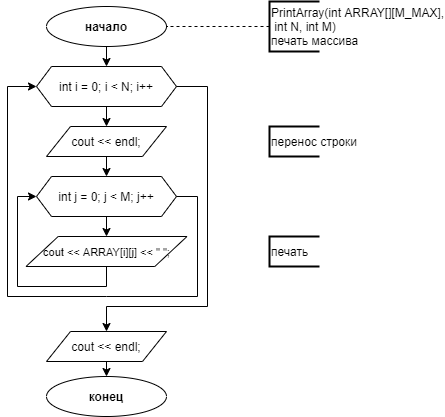 начало
PrintArray(int ARRAY[][M_MAX],
int N, int M)
печать массива
int i = 0; i < N; i++
cout << endl;
перенос строки
int j = 0; j < M; j++
cout << ARRAY[i][j] << " ";
печать
cout << endl;
конец